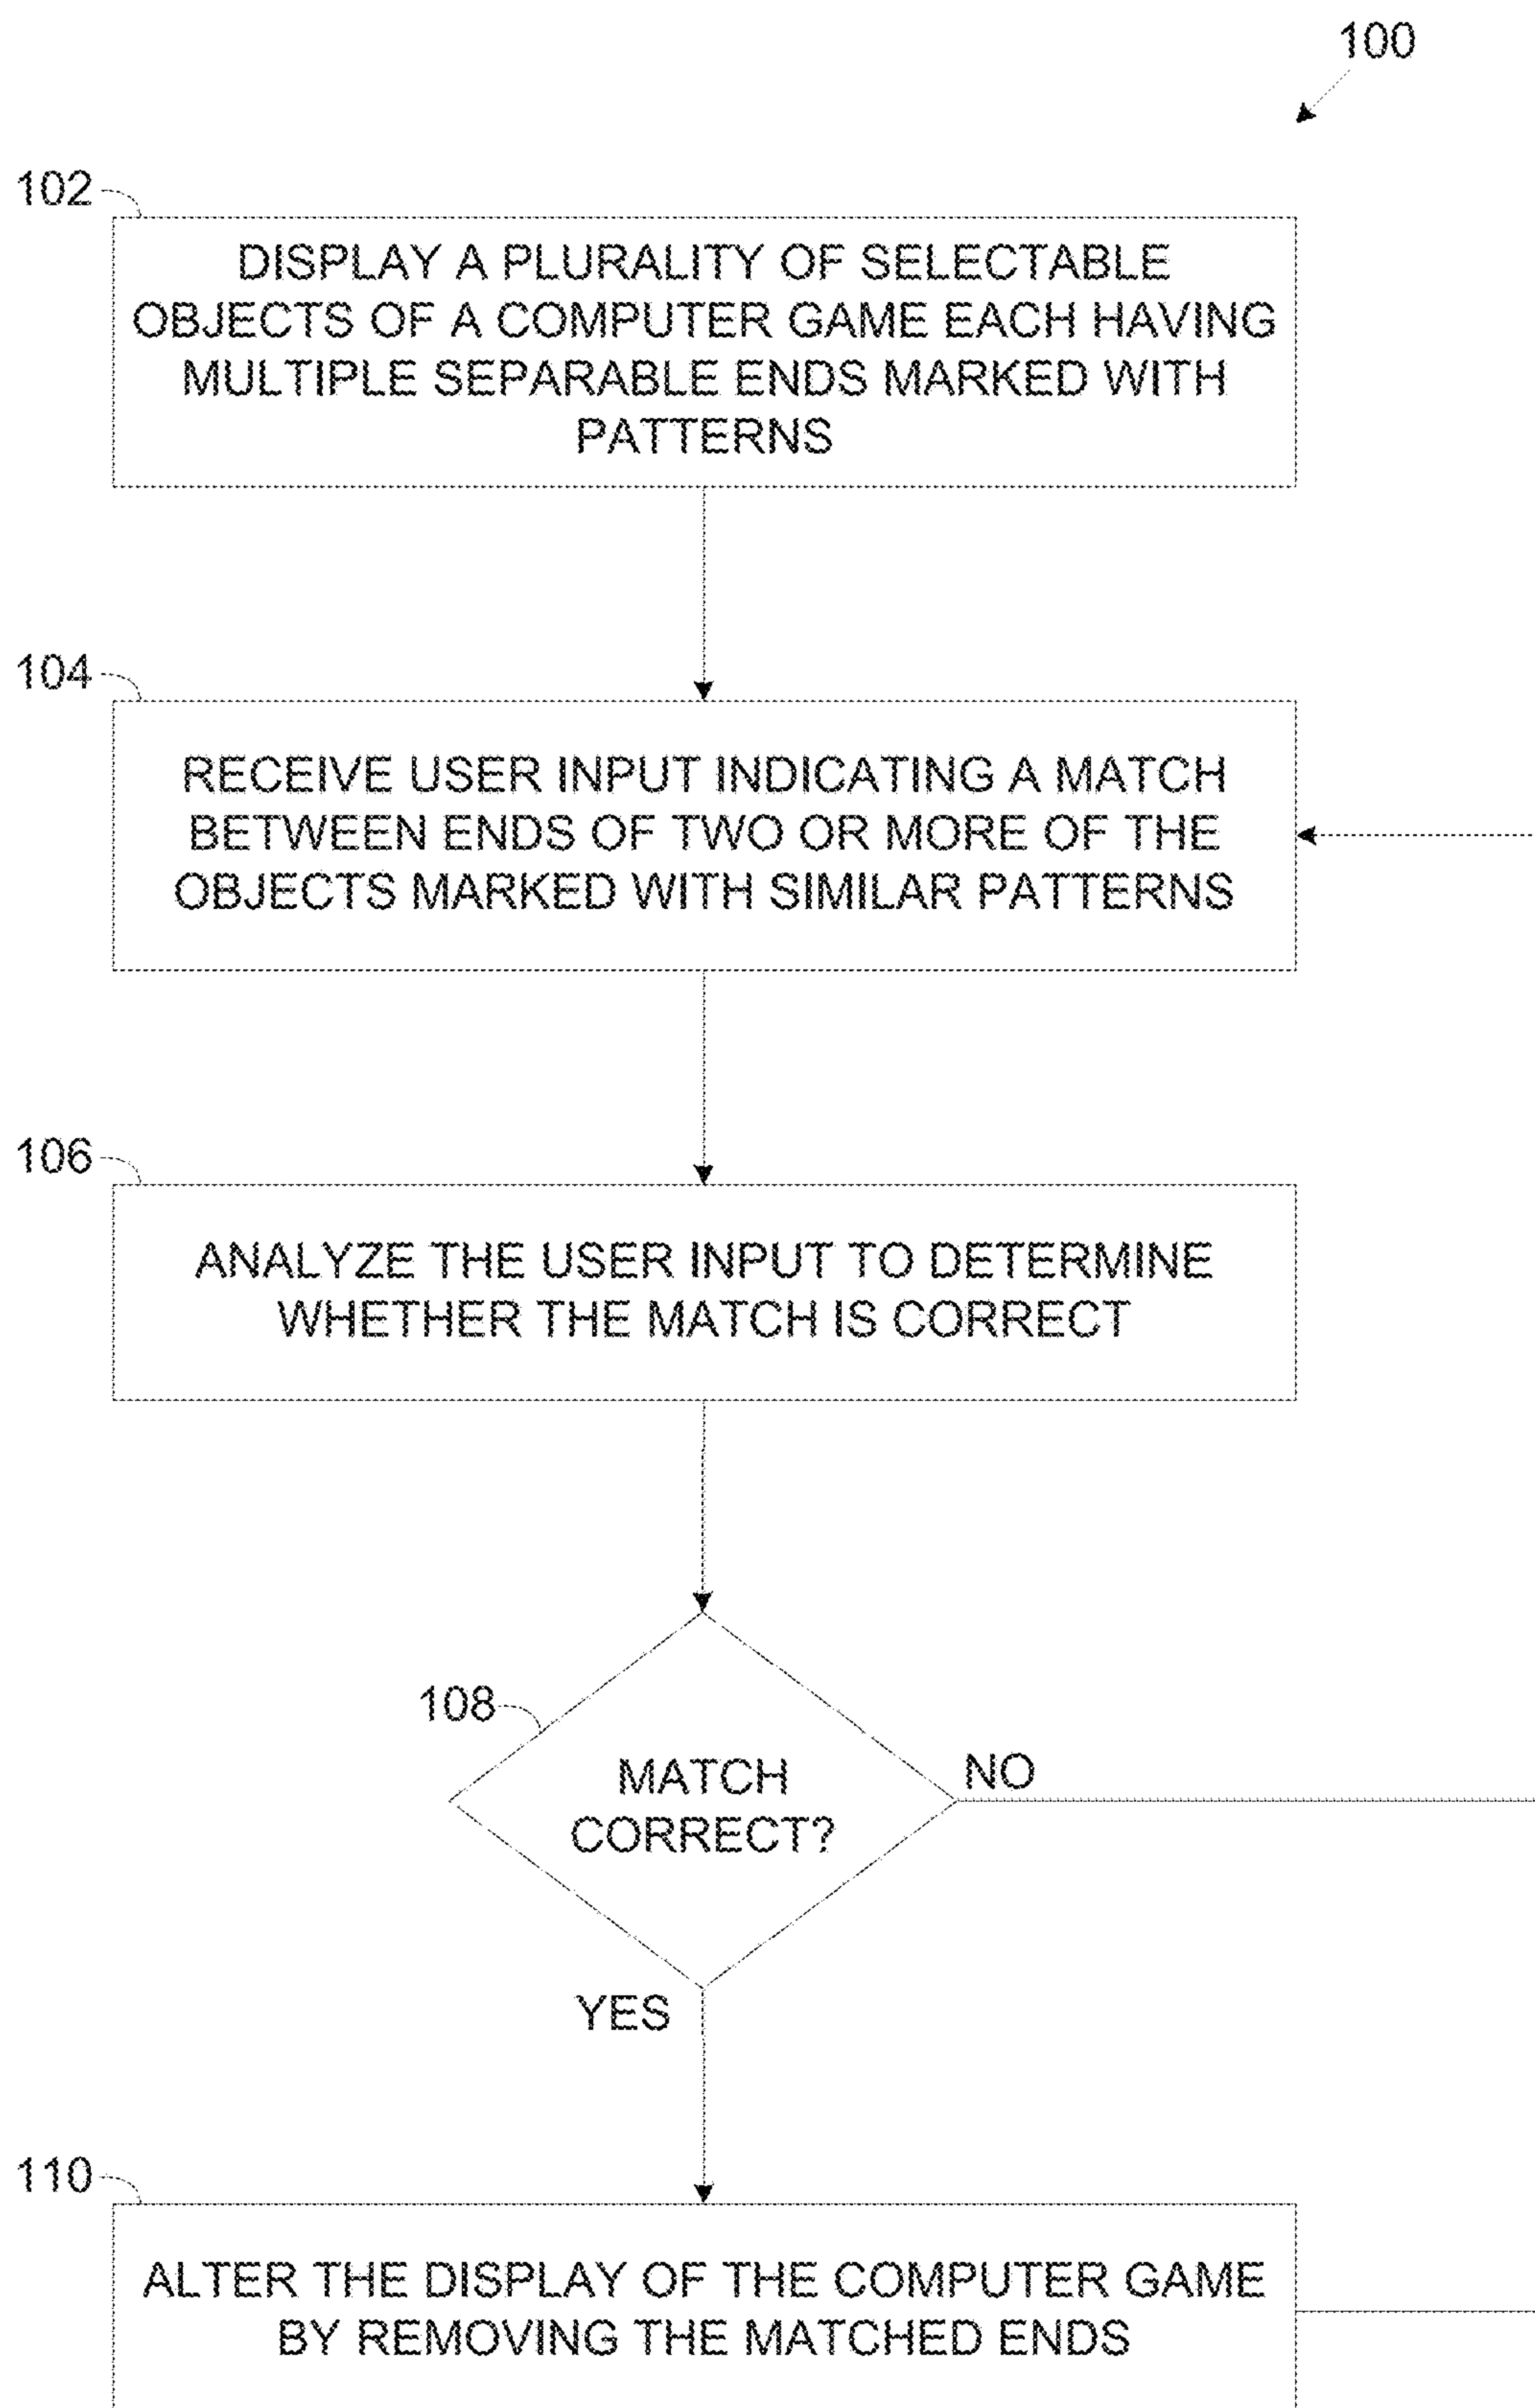 100
102
DISPLAY A PLURALITY OF SELECTABLE
OBJECTS OF A COMPUTER GAME EACH HAVING
MULTIPLE SEPARABLE ENDS MARKED WITH
PATTERNS
104
RECEIVE USER INPUT INDICATING A MATCH
BETWEEN ENDS OF TWO OR MORE OF THE
OBJECTS MARKED WITH SIMILAR PATTERNS
106
ANALYZE THE USER INPUT TO DETERMINE
WHETHER THE MATCH IS CORRECT
108
MATCH
CORRECT?
NO
YES
110
ALTER THE DISPLAY OF THE COMPUTER GAME
BY REMOVING THE MATCHED ENDS